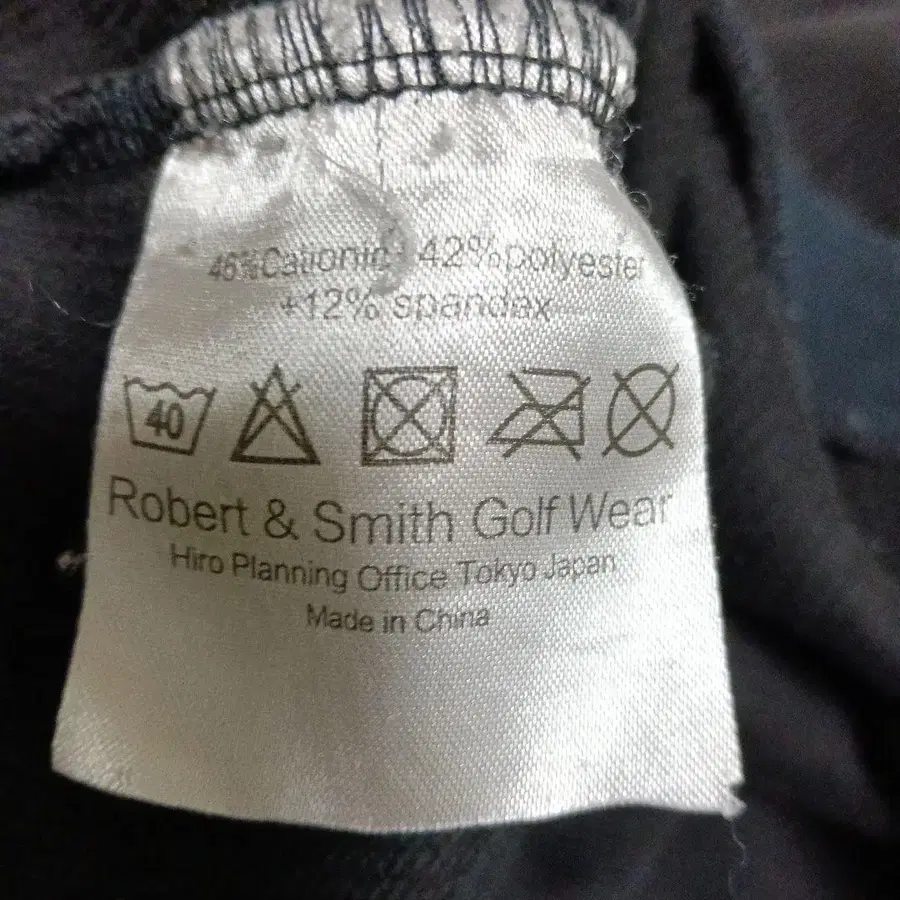 46%Cationic+42%polyester
+12% spandax
40
Robert & Smith Golf Wear
Hiro Planning Office Tokyo Japan
Made in China